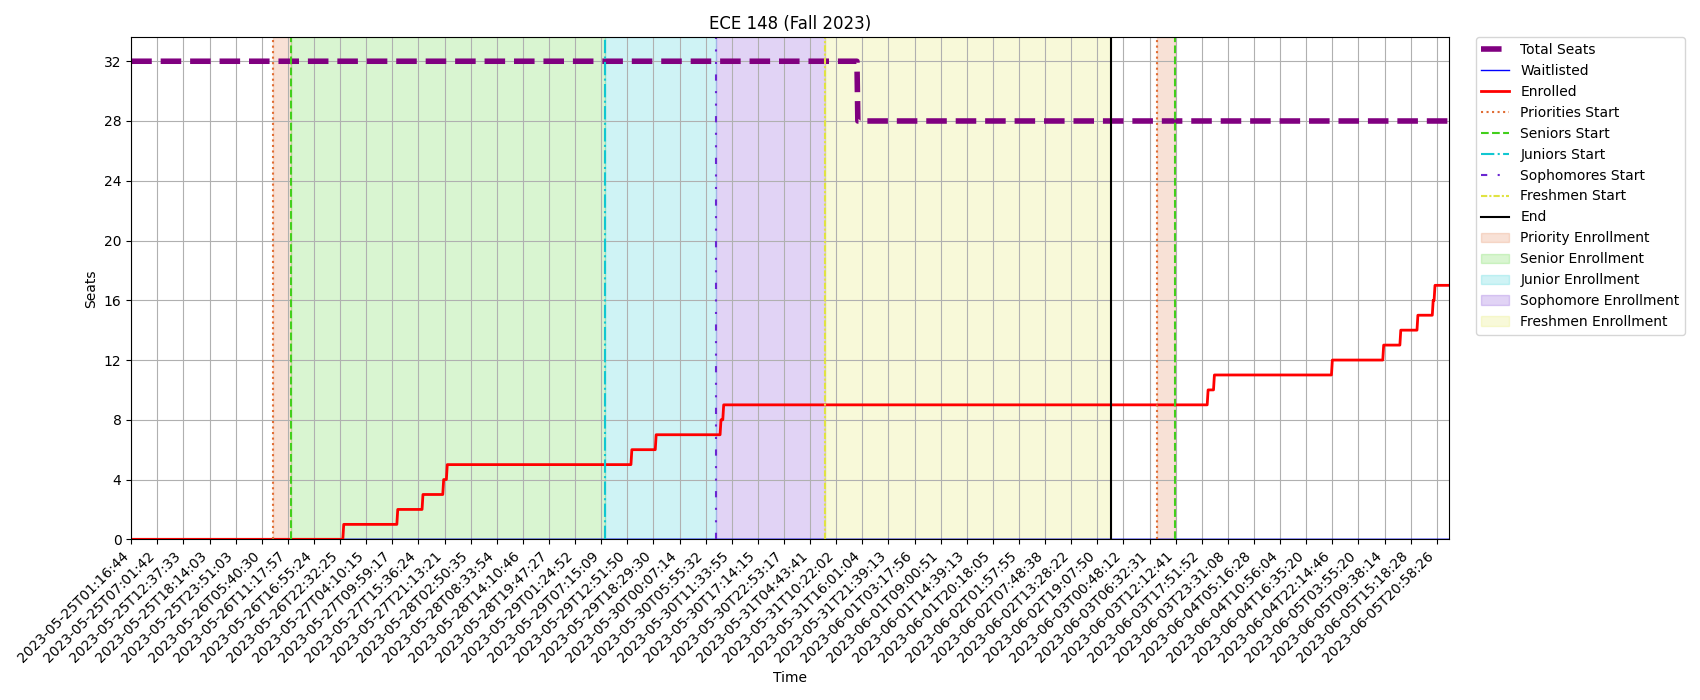 ECE 148 (Fall 2023)
Seats
32
28
24
20
16
12
8
4
0
2023-05-25T01:16:44
2023-05-25T07:01:42
2023-05-25T12:37:33
2023-05-25T18:14:03
2023-05-25T23:51:03
2023-05-26T05:40:30
2023-05-26T11:17:57
2023-05-26T16:55:24
2023-05-26T22:32:25
2023-05-27T04:10:15
2023-05-27T09:59:17
2023-05-27T15:36:24
2023-05-27T21:13:21
2023-05-28T02:50:35
2023-05-28T08:33:54
2023-05-28T14:10:46
2023-05-28T19:47:27
2023-05-29T01:24:52
2023-05-29T07:15:09
2023-05-29T12:51:50
2023-05-29T18:29:30
2023-05-30T00:07:14
2023-05-30T05:55:32
2023-05-30T11:33:55
2023-05-30T17:14:15
2023-05-30T22:53:17
2023-05-31T04:43:41
2023-05-31T10:22:02
2023-05-31T16:01:04
2023-05-31T21:39:13
2023-06-01T03:17:56
2023-06-01T09:00:51
2023-06-01T14:39:13
2023-06-01T20:18:05
2023-06-02T01:57:55
2023-06-02T07:48:38
2023-06-02T13:28:22
2023-06-02T19:07:50
2023-06-03T00:48:12
2023-06-03T06:32:31
2023-06-03T12:12:41
2023-06-03T17:51:52
2023-06-03T23:31:08
2023-06-04T05:16:28
2023-06-04T10:56:04
2023-06-04T16:35:20
2023-06-04T22:14:46
2023-06-05T03:55:20
2023-06-05T09:38:14
2023-06-05T15:18:28
2023-06-05T20:58:26
Time
Total Seats
Waitlisted
Enrolled
Priorities Start
Seniors Start
Juniors Start
Sophomores Start
Freshmen Start
End
Priority Enrollment
Senior Enrollment
Junior Enrollment
Sophomore Enrollment
Freshmen Enrollment